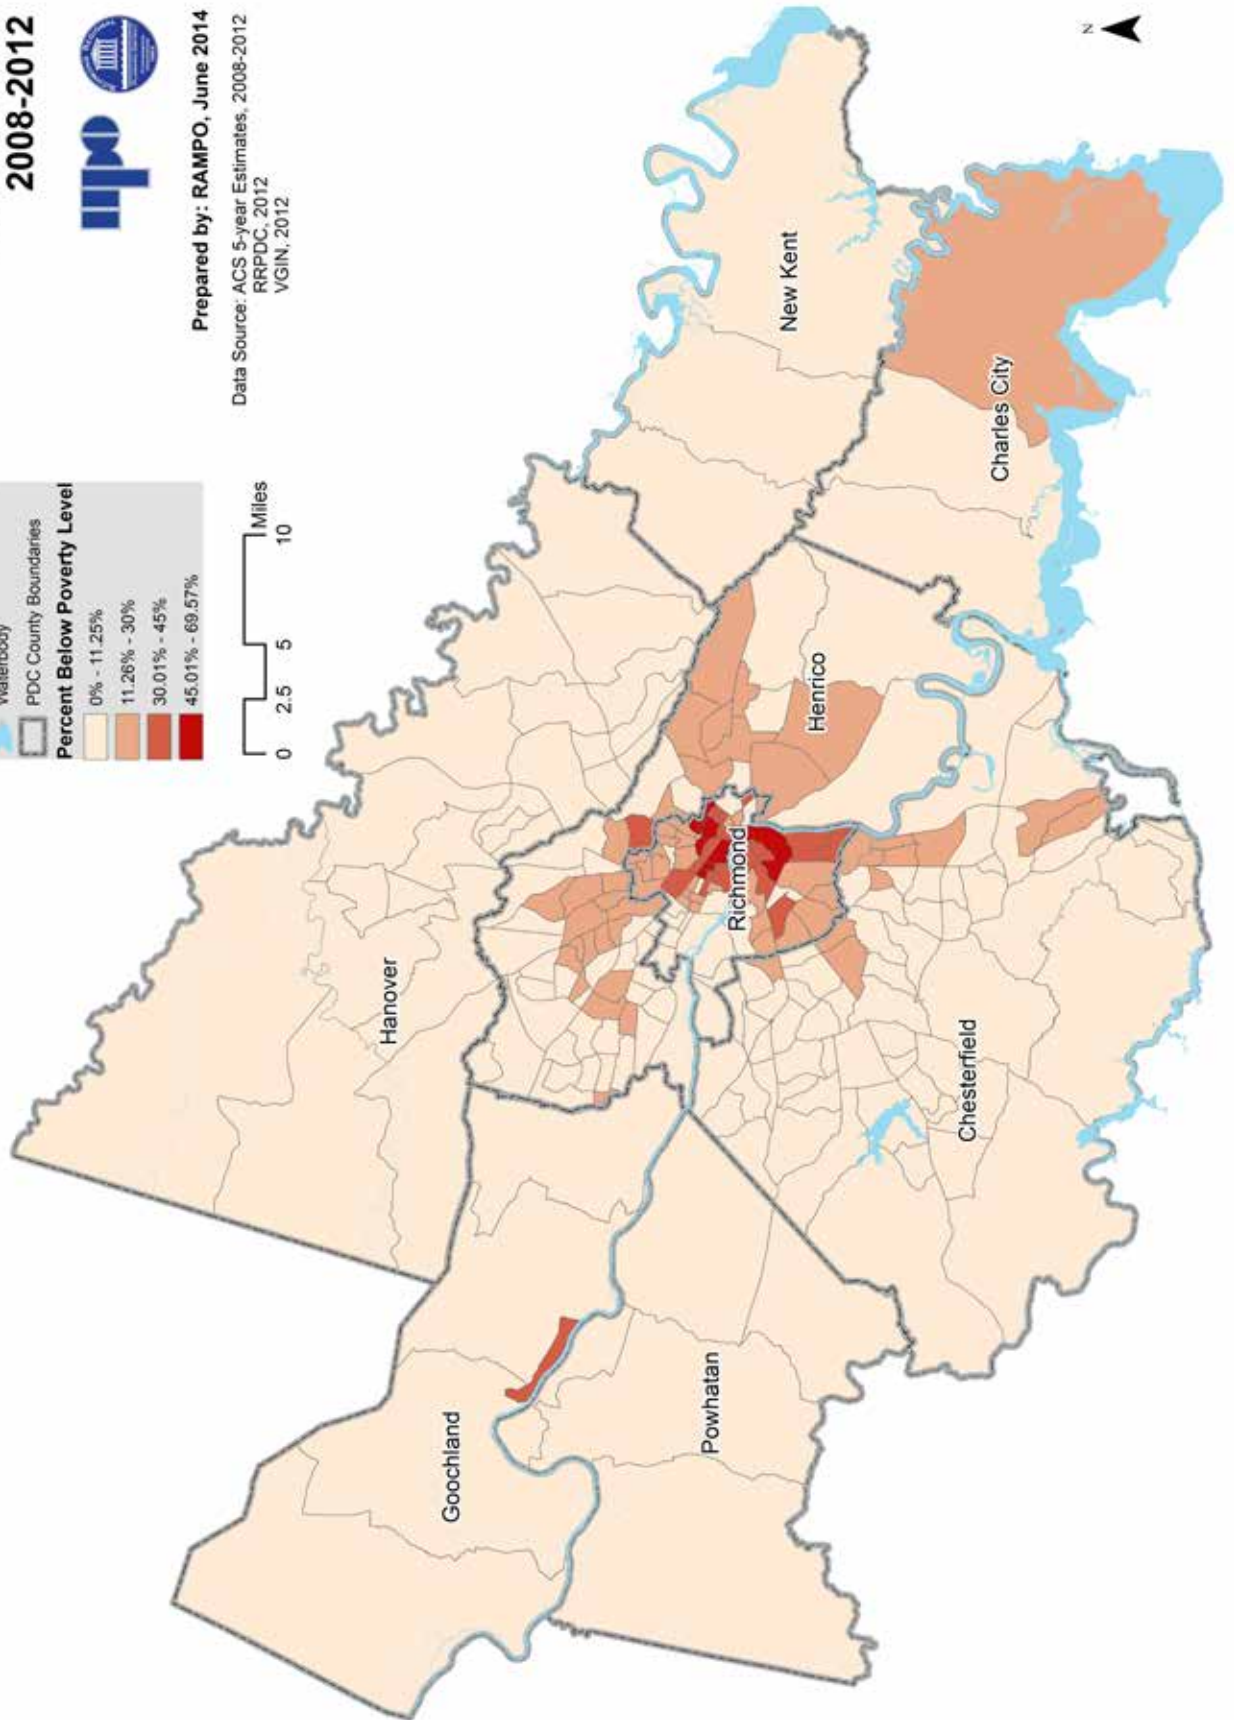 2008-2012
mpo
Prepared by: RAMPO, June 2014
Data Source: ACS 5-year Estimates, 2008-2012
RRPDC, 2012
VGIN, 2012
Waterbody
PDC County Boundaries
Percent Below Poverty Level
0% - 11.25%
11.26% - 30%
30.01% - 45%
45.01% - 69.57%
0 2.5 5 10
Miles
N
Hanover
Goochland
Powhatan
Richmond
Henrico
New Kent
Charles City
Chesterfield